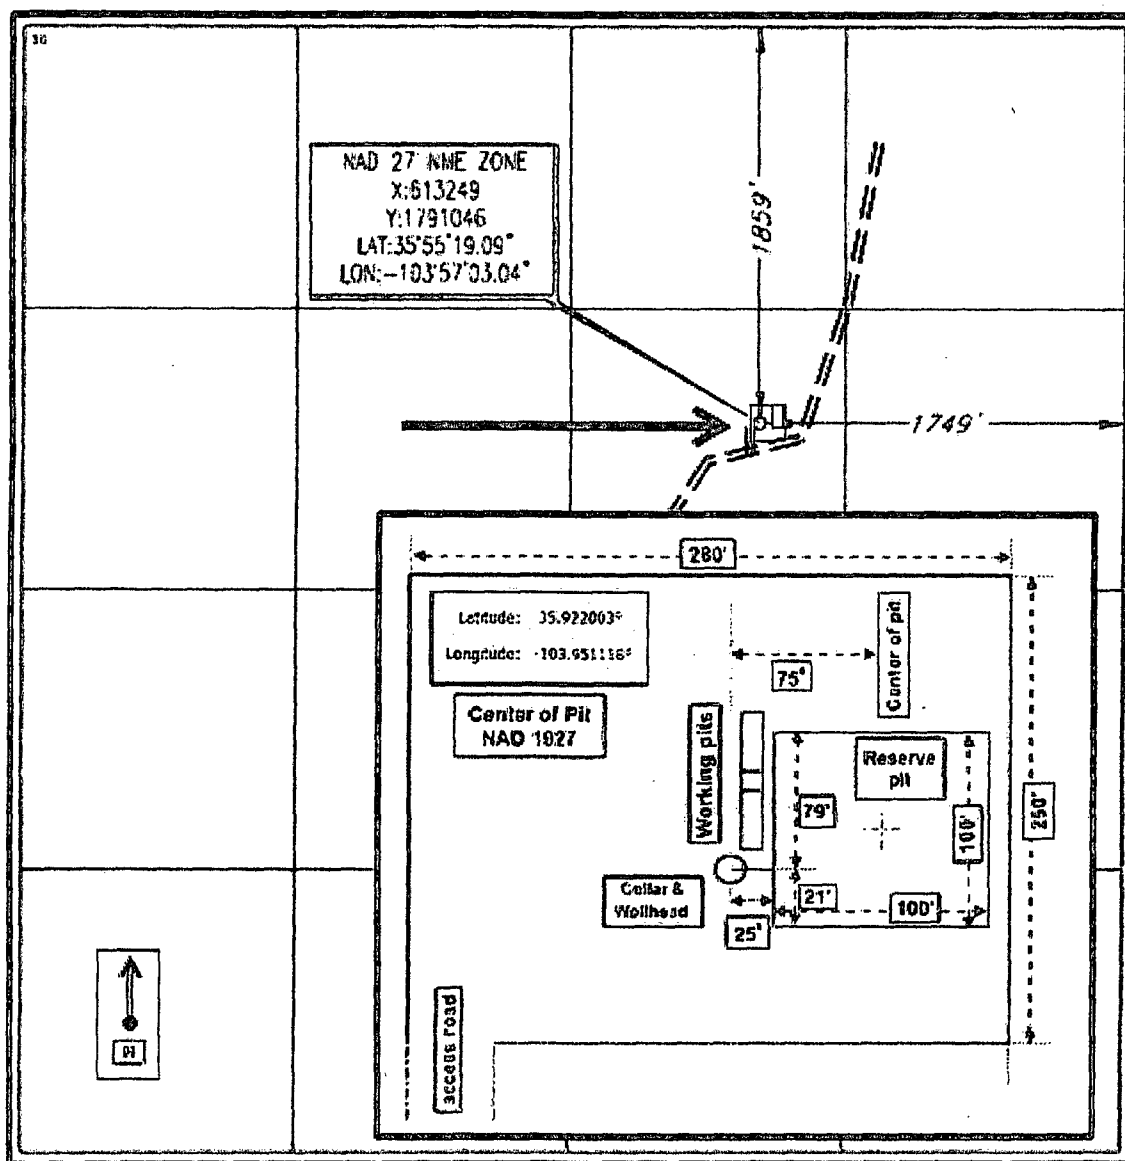 30
NAD 27 NME ZONE
X:613249
Y:1791046
LAT:35°55'19.09"
LON:-103°57'03.04"
1859'
1749'
280'
Latitude: 35.922003°
Longitude: -103.951116°
Center of Pit
NAD 1927
75'
Center of pit
Working pits
Reserve
pit
79'
100'
250'
Cellar &
Wellhead
21'
100'
25'
access road